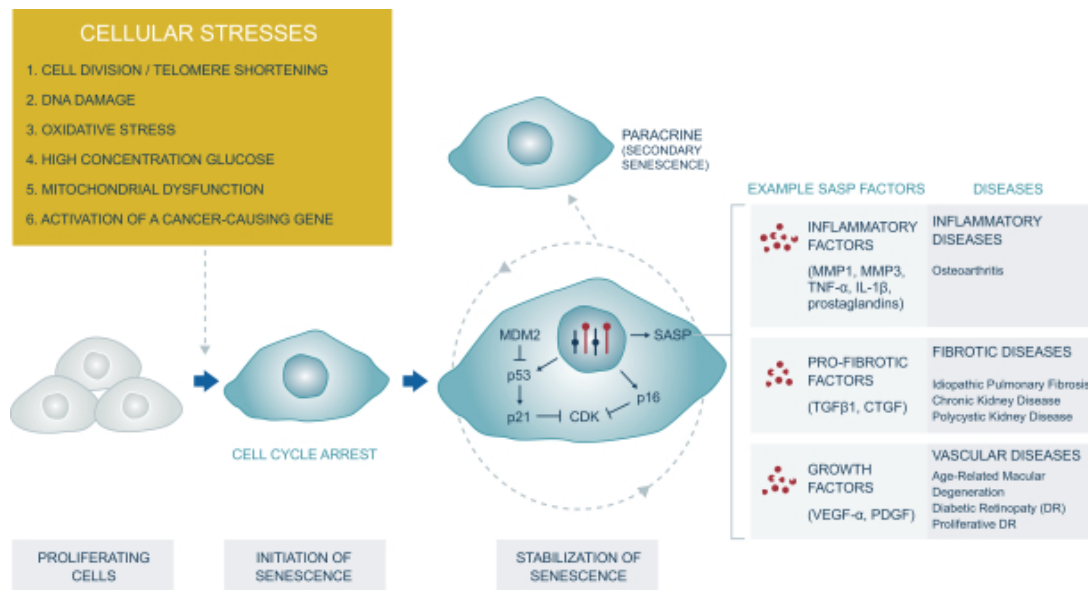 CELLULAR STRESSES
1. CELL DIVISION / TELOMERE SHORTENING
2. DNA DAMAGE
3. OXIDATIVE STRESS
4. HIGH CONCENTRATION GLUCOSE
5. MITOCHONDRIAL DYSFUNCTION
6. ACTIVATION OF A CANCER-CAUSING GENE
PARACRINE
(SECONDARY
SENESCENCE)
CELL CYCLE ARREST
MDM2
p53
p21
CDK
p16
SASP
EXAMPLE SASP FACTORS
DISEASES
INFLAMMATORY
FACTORS
(MMP1, MMP3,
TNF-α, IL-1β,
prostaglandins)
INFLAMMATORY
DISEASES
Osteoarthritis
PRO-FIBROTIC
FACTORS
(TGFβ1, CTGF)
FIBROTIC DISEASES
Idiopathic Pulmonary Fibrosis
Chronic Kidney Disease
Polycystic Kidney Disease
GROWTH
FACTORS
(VEGF-α, PDGF)
VASCULAR DISEASES
Age-Related Macular
Degeneration
Diabetic Retinopaty (DR)
Proliferative DR
PROLIFERATING
CELLS
INITIATION OF
SENESCENCE
STABILIZATION OF
SENESCENCE